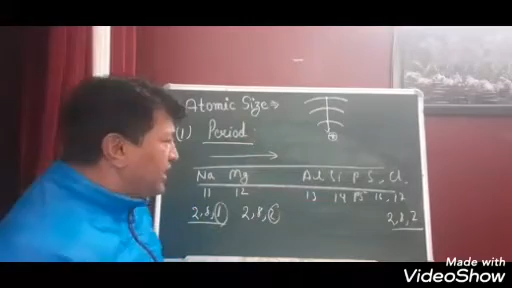 Atomic Size ⇒
(1) Period :
Na Mg Al Si P S, Cl.
11 12 13 14 15 16, 17
2,8,1 2,8,2 2,8,7
Made with
VideoShow